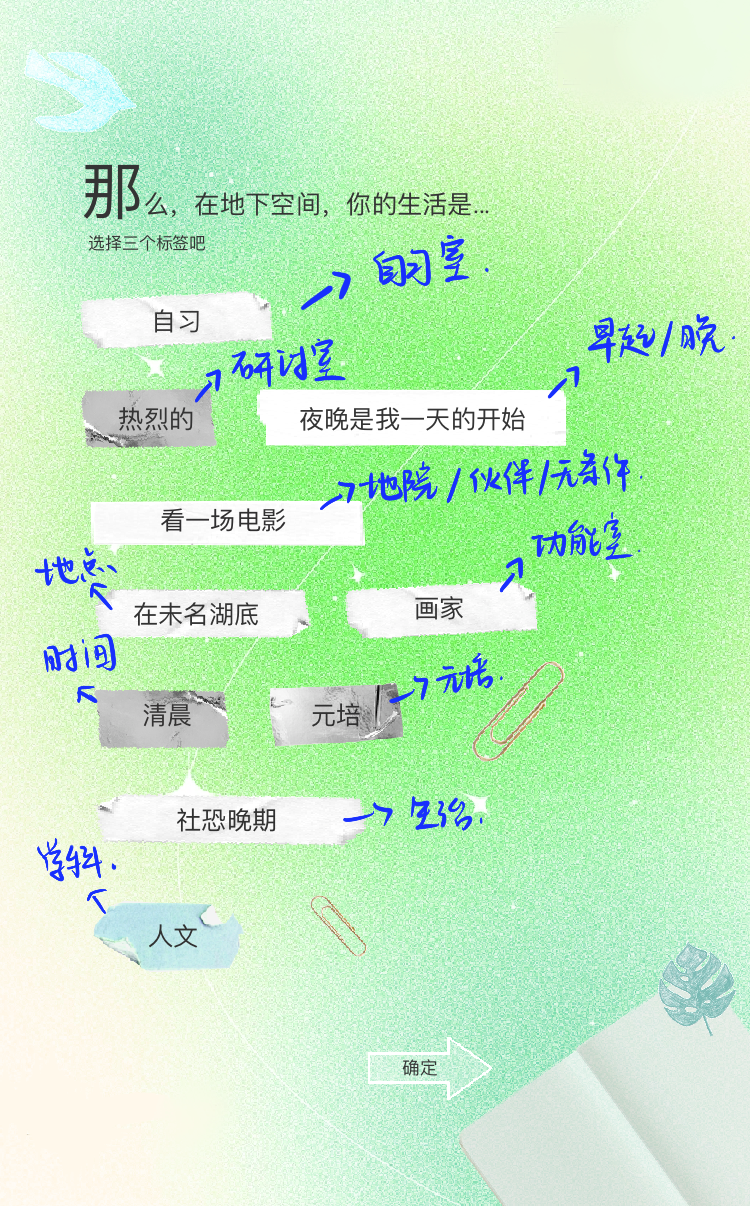 那么，在地下空间，你的生活是...
选择三个标签吧
自习室.
自习
研讨室
早起/晚.
热烈的
夜晚是我一天的开始
地院/伙伴/无条件.
看一场电影
功能室.
地点、
在未名湖底
画家
时间
元培.
清晨
元培
社恐晚期
学科.
人文
确定